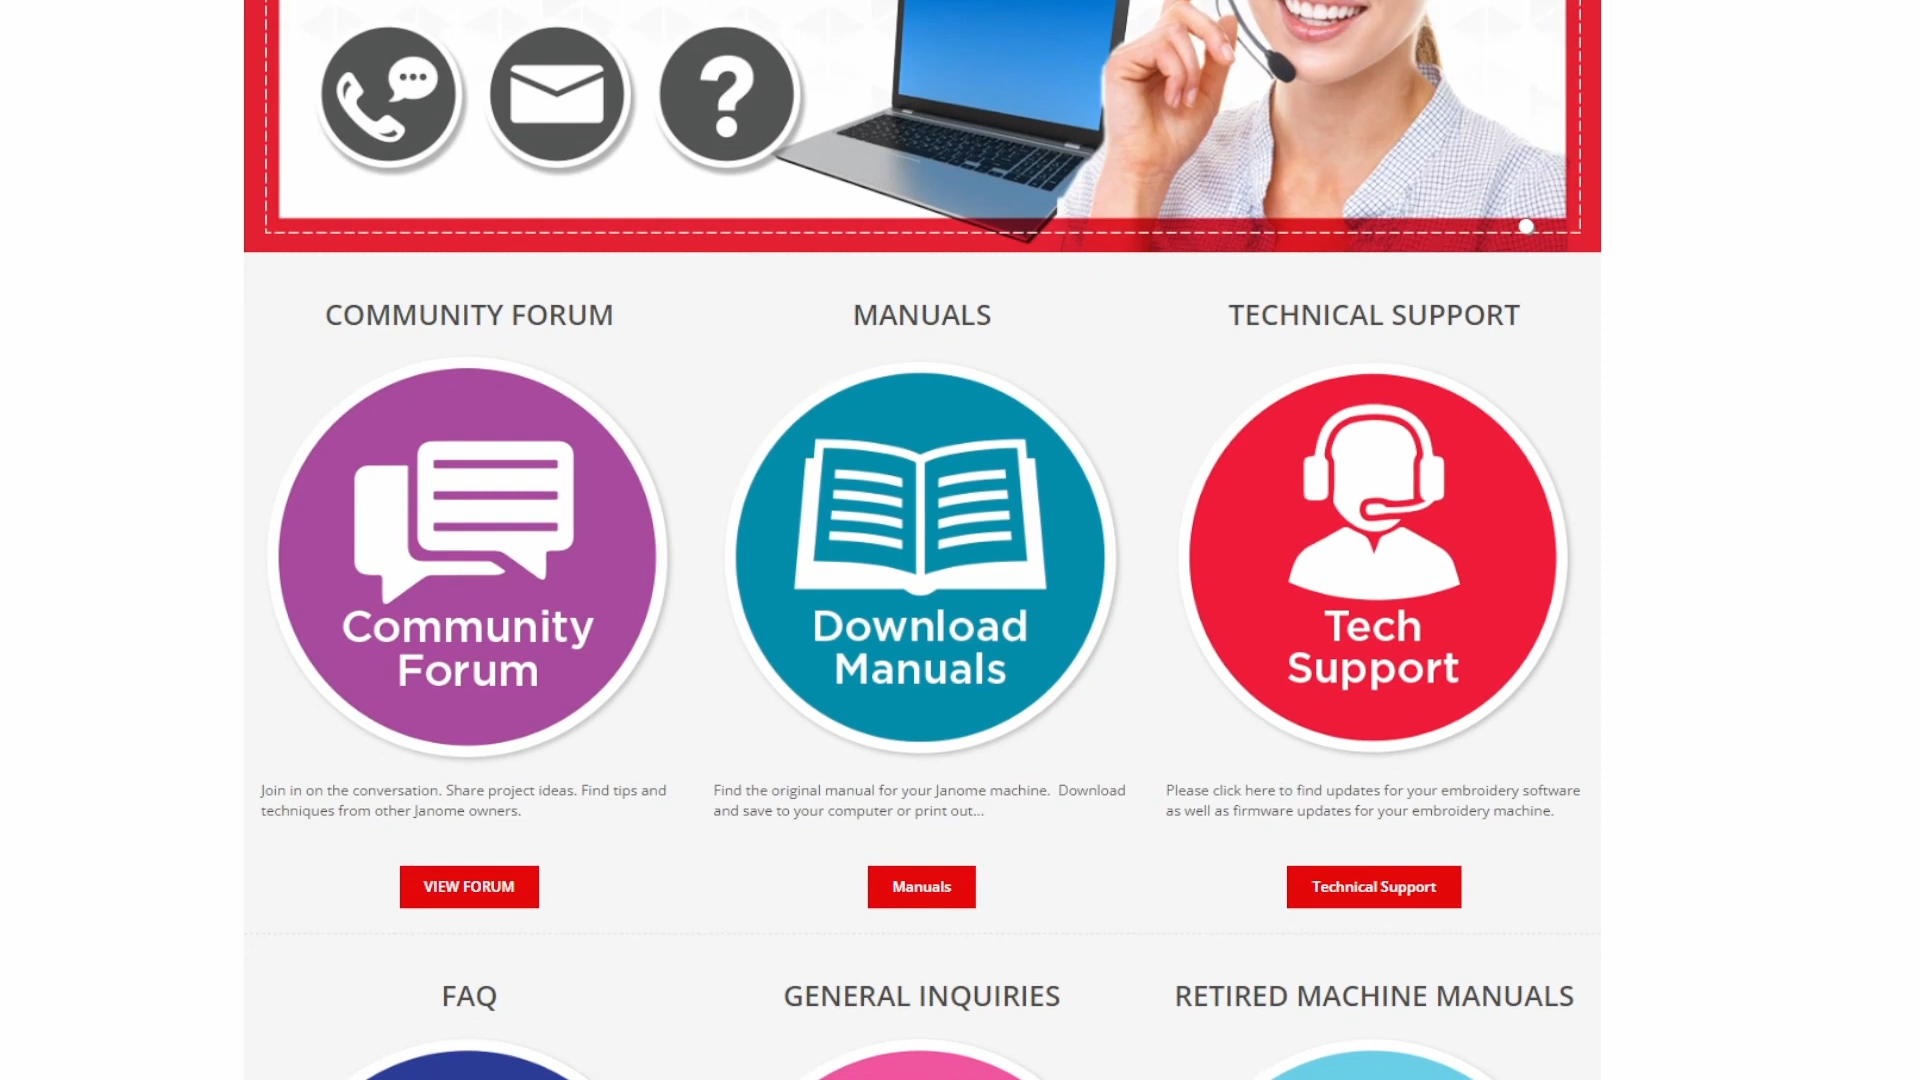 COMMUNITY FORUM
MANUALS
TECHNICAL SUPPORT
Community
Forum
Download
Manuals
Tech
Support
Join in on the conversation. Share project ideas. Find tips and
techniques from other Janome owners.
Find the original manual for your Janome machine.  Download
and save to your computer or print out...
Please click here to find updates for your embroidery software
as well as firmware updates for your embroidery machine.
VIEW FORUM
Manuals
Technical Support
FAQ
GENERAL INQUIRIES
RETIRED MACHINE MANUALS